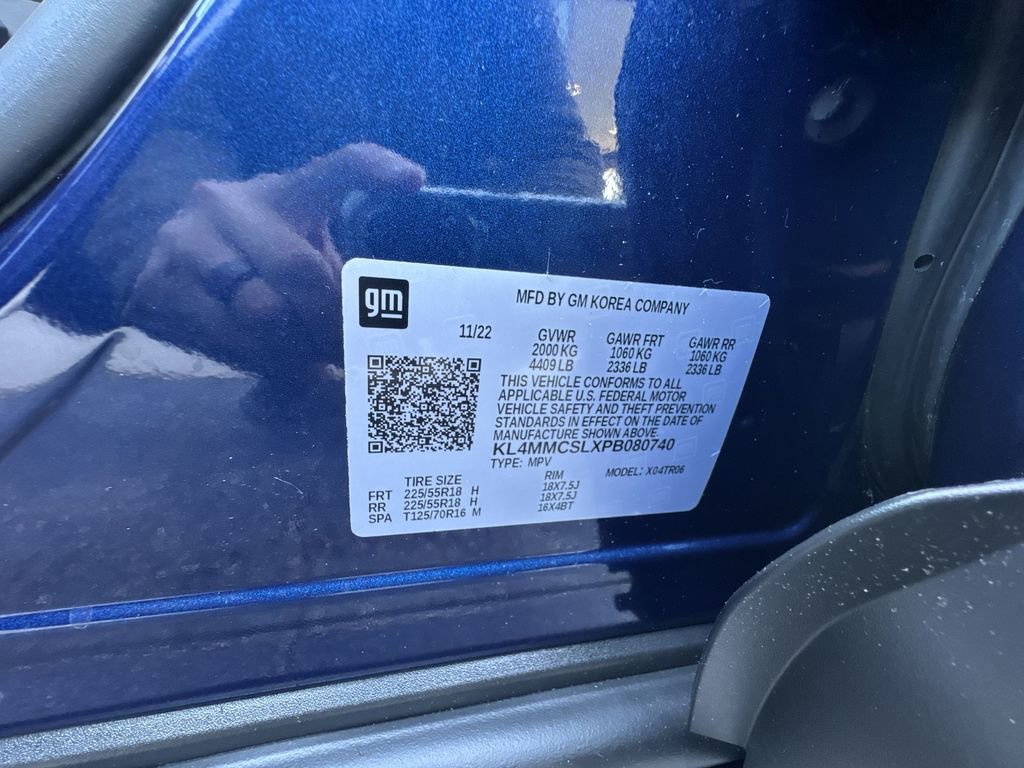 gm
MFD BY GM KOREA COMPANY
11/22 GVWR GAWR FRT GAWR RR
2000 KG 1060 KG 1060 KG
4409 LB 2336 LB 2336 LB
THIS VEHICLE CONFORMS TO ALL
APPLICABLE U.S. FEDERAL MOTOR
VEHICLE SAFETY AND THEFT PREVENTION
STANDARDS IN EFFECT ON THE DATE OF
MANUFACTURE SHOWN ABOVE.
KL4MMCSLXPB080740
TYPE: MPV MODEL: X04TR06
TIRE SIZE RIM
FRT 225/55R18 H 18X7.5J
RR 225/55R18 H 18X7.5J
SPA T125/70R16 M 16X4BT